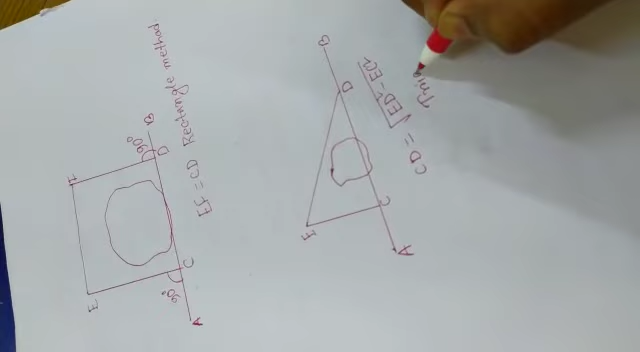 F
90°
B
D
E
C
90°
A
EF = CD Rectangle method
B
D
E
C
A
CD = √ED² - EC²